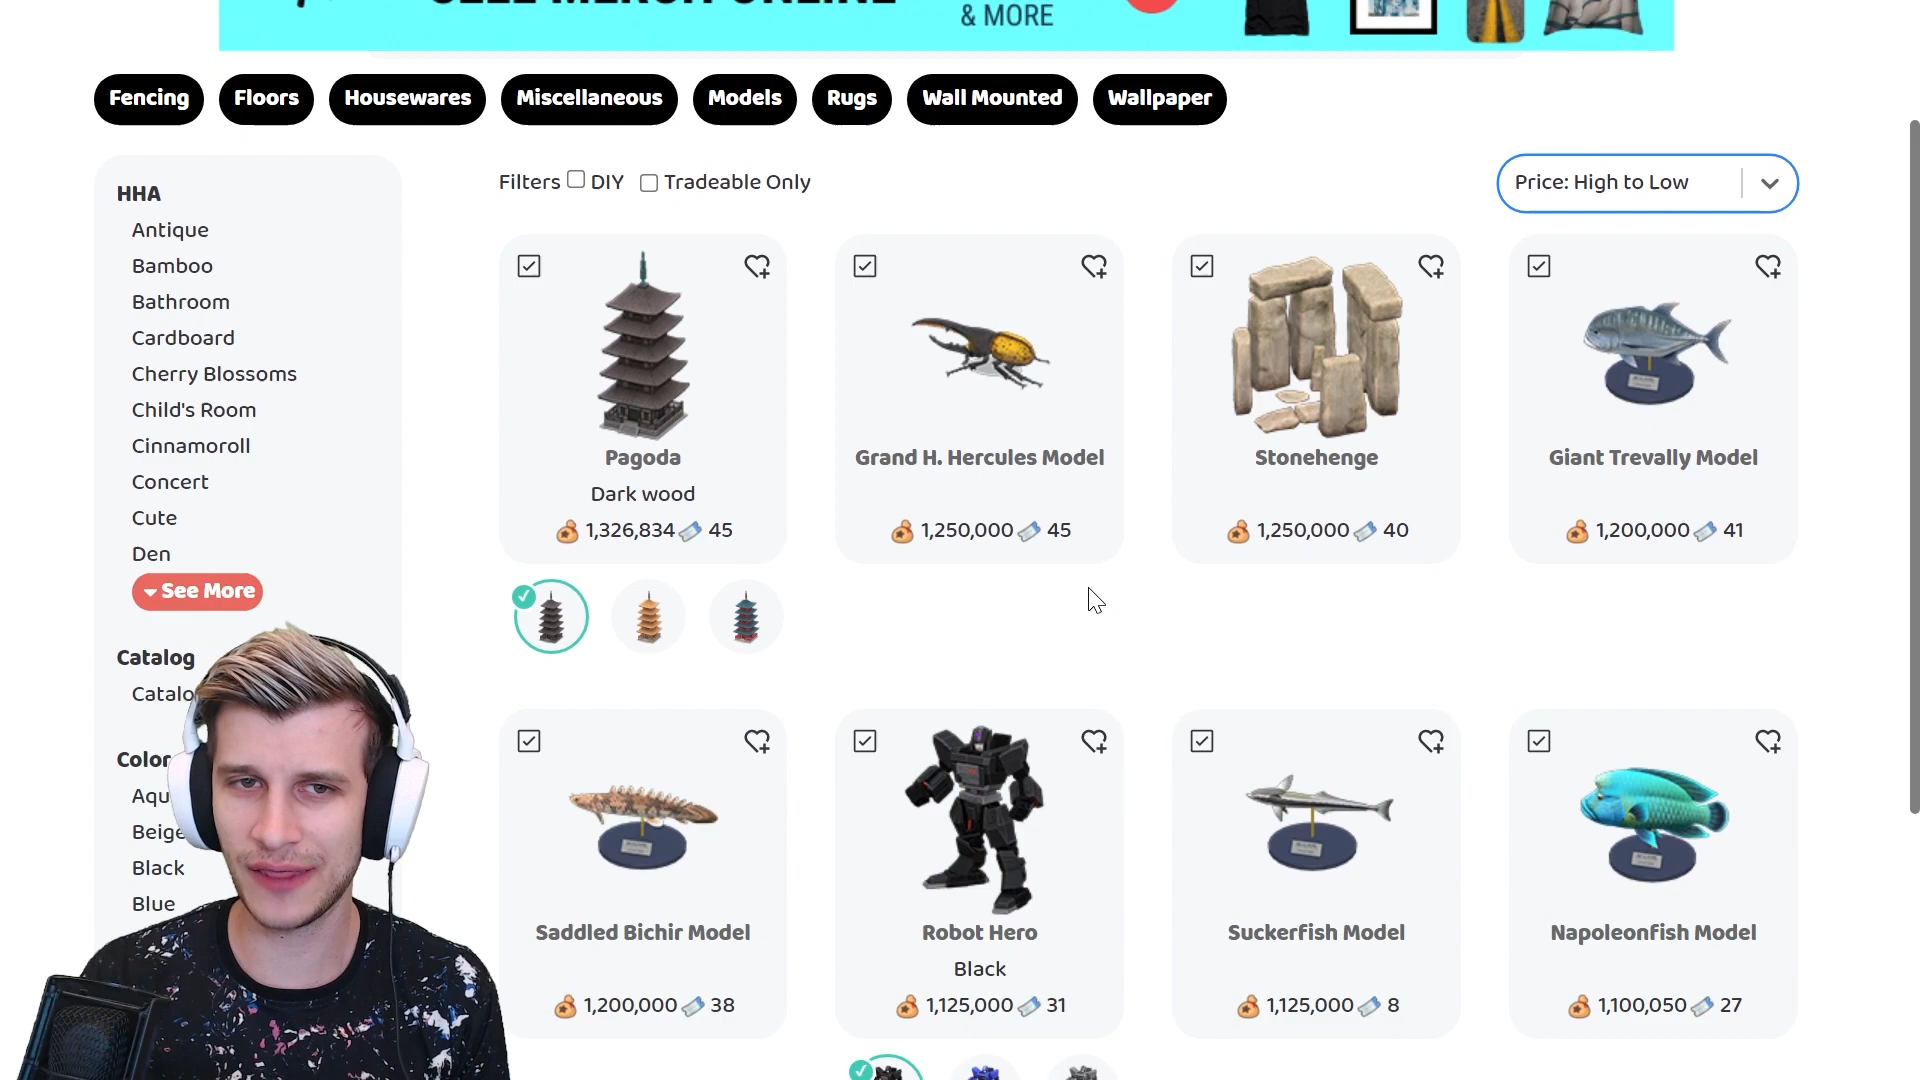 SELL MERCH ONLINE
& MORE
Fencing
Floors
Housewares
Miscellaneous
Models
Rugs
Wall Mounted
Wallpaper
HHA
Antique
Bamboo
Bathroom
Cardboard
Cherry Blossoms
Child's Room
Cinnamoroll
Concert
Cute
Den
See More
Catalog
Catalo
Color
Aqu
Beige
Black
Blue
Filters DIY Tradeable Only
Price: High to Low
Pagoda
Dark wood
1,326,834 45
Grand H. Hercules Model
1,250,000 45
Stonehenge
1,250,000 40
Giant Trevally Model
1,200,000 41
Saddled Bichir Model
1,200,000 38
Robot Hero
Black
1,125,000 31
Suckerfish Model
1,125,000 8
Napoleonfish Model
1,100,050 27